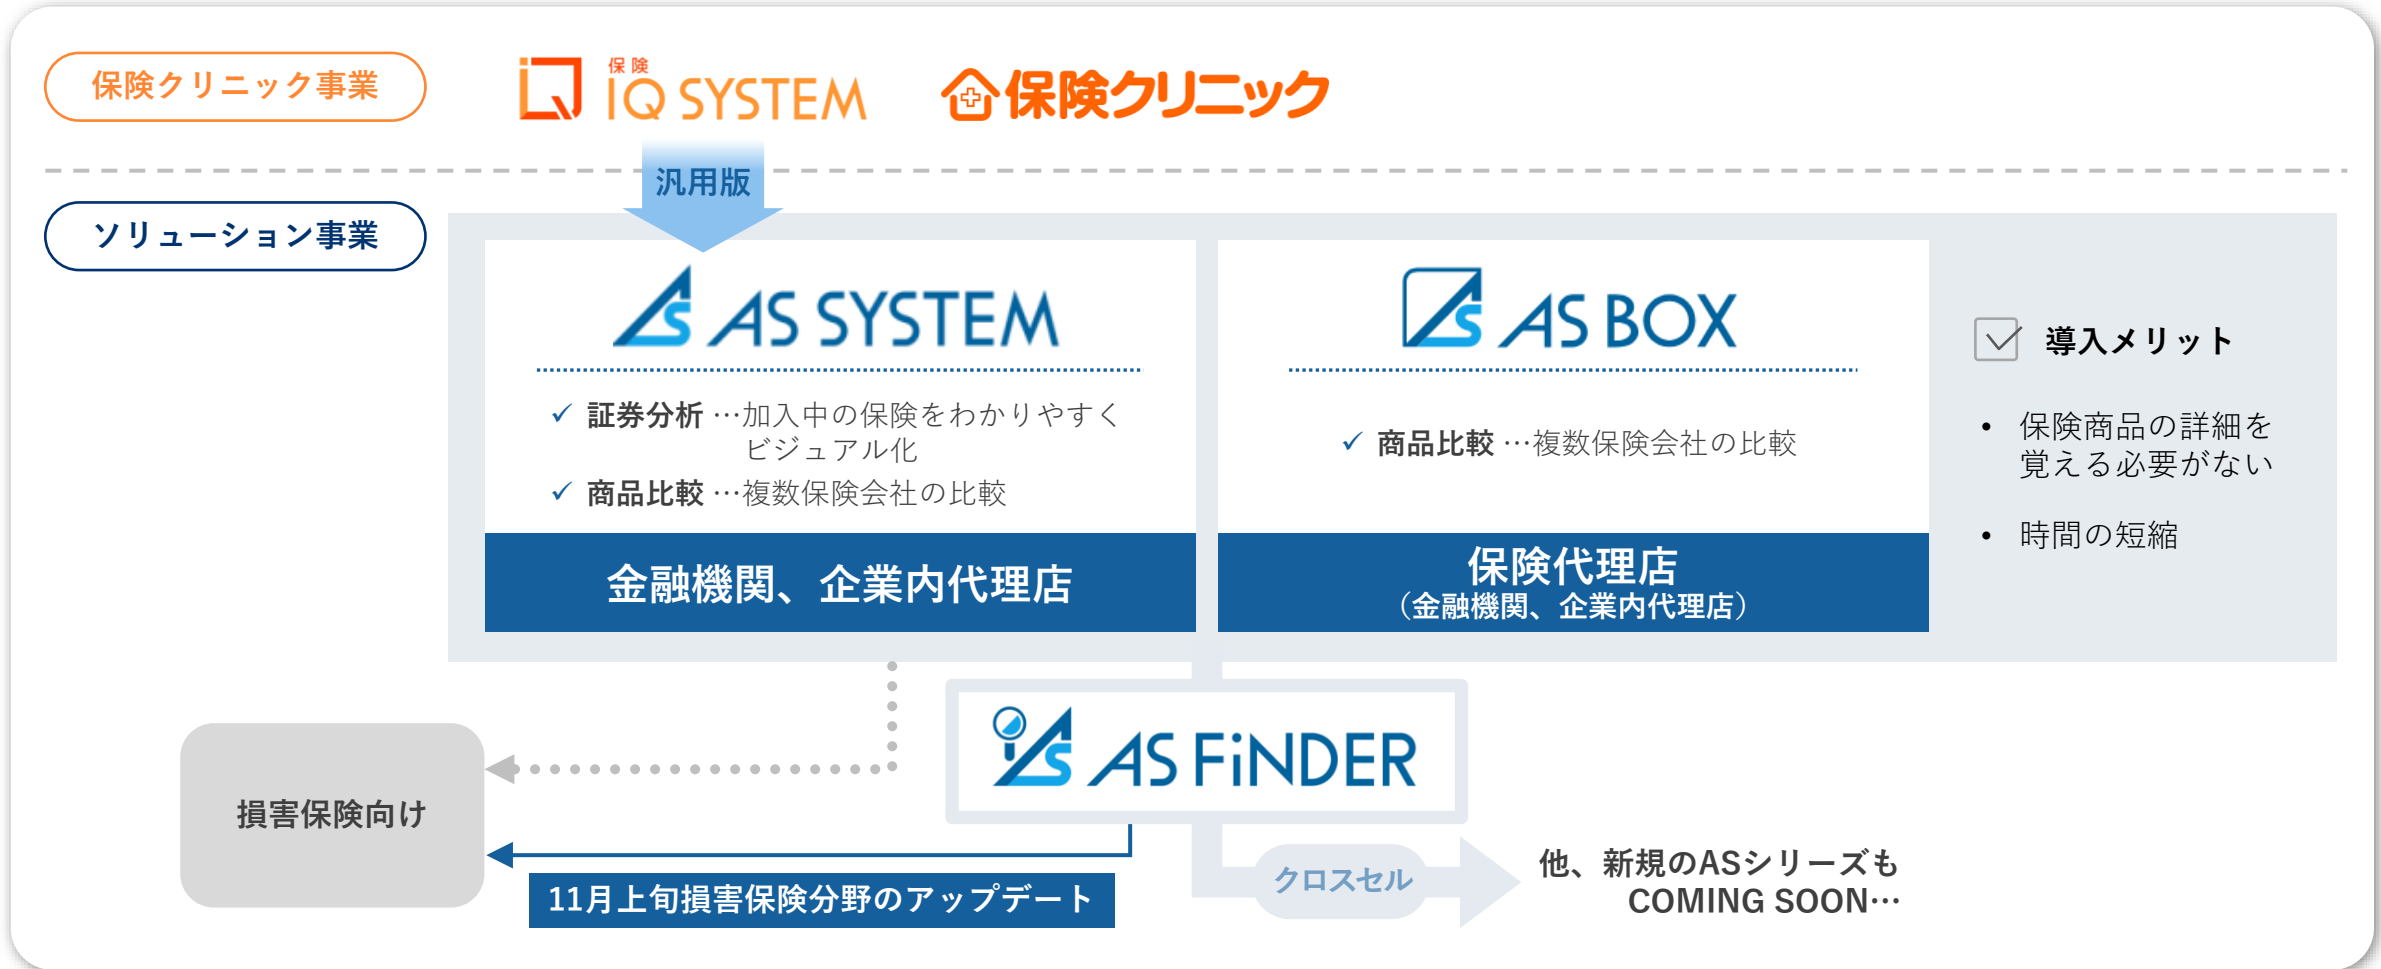 保険クリニック事業
保険
IQ SYSTEM
保険クリニック
汎用版
ソリューション事業
AS SYSTEM
✓ 証券分析 …加入中の保険をわかりやすく
ビジュアル化
✓ 商品比較 …複数保険会社の比較
金融機関、企業内代理店
AS BOX
✓ 商品比較 …複数保険会社の比較
保険代理店
（金融機関、企業内代理店）
導入メリット
• 保険商品の詳細を
覚える必要がない
• 時間の短縮
AS FiNDER
損害保険向け
11月上旬損害保険分野のアップデート
クロスセル
他、新規のASシリーズも
COMING SOON…